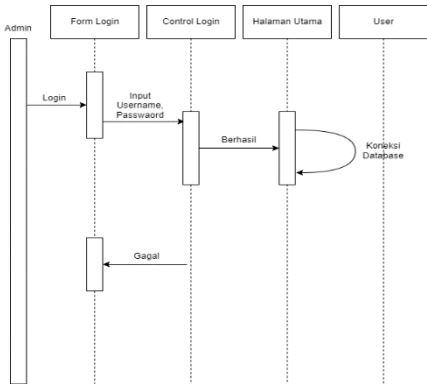 Admin
Form Login
Control Login
Halaman Utama
User
Login
Input
Username,
Passwaord
Berhasil
Koneksi
Database
Gagal